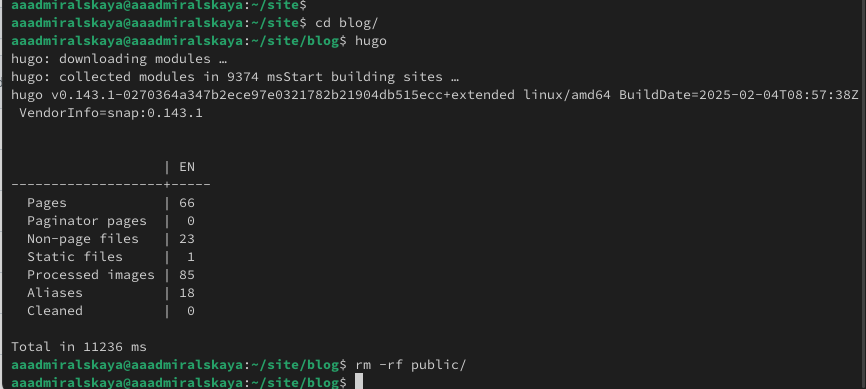 aaadmiralskaya@aaadmiralskaya:~/site$
aaadmiralskaya@aaadmiralskaya:~/site$ cd blog/
aaadmiralskaya@aaadmiralskaya:~/site/blog$ hugo
hugo: downloading modules …
hugo: collected modules in 9374 msStart building sites …
hugo v0.143.1-0270364a347b2ece97e0321782b21904db515ecc+extended linux/amd64 BuildDate=2025-02-04T08:57:38Z
 VendorInfo=snap:0.143.1
                   | EN
-------------------+-----
  Pages            | 66
  Paginator pages  |  0
  Non-page files   | 23
  Static files     |  1
  Processed images | 85
  Aliases          | 18
  Cleaned          |  0
Total in 11236 ms
aaadmiralskaya@aaadmiralskaya:~/site/blog$ rm -rf public/
aaadmiralskaya@aaadmiralskaya:~/site/blog$